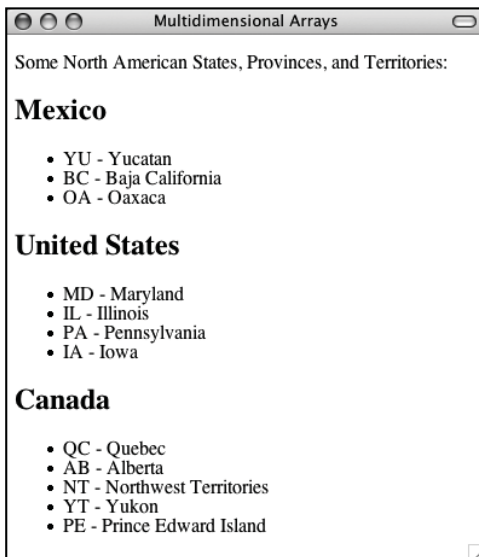 Multidimensional Arrays
Some North American States, Provinces, and Territories:
Mexico
• YU - Yucatan
• BC - Baja California
• OA - Oaxaca
United States
• MD - Maryland
• IL - Illinois
• PA - Pennsylvania
• IA - Iowa
Canada
• QC - Quebec
• AB - Alberta
• NT - Northwest Territories
• YT - Yukon
• PE - Prince Edward Island